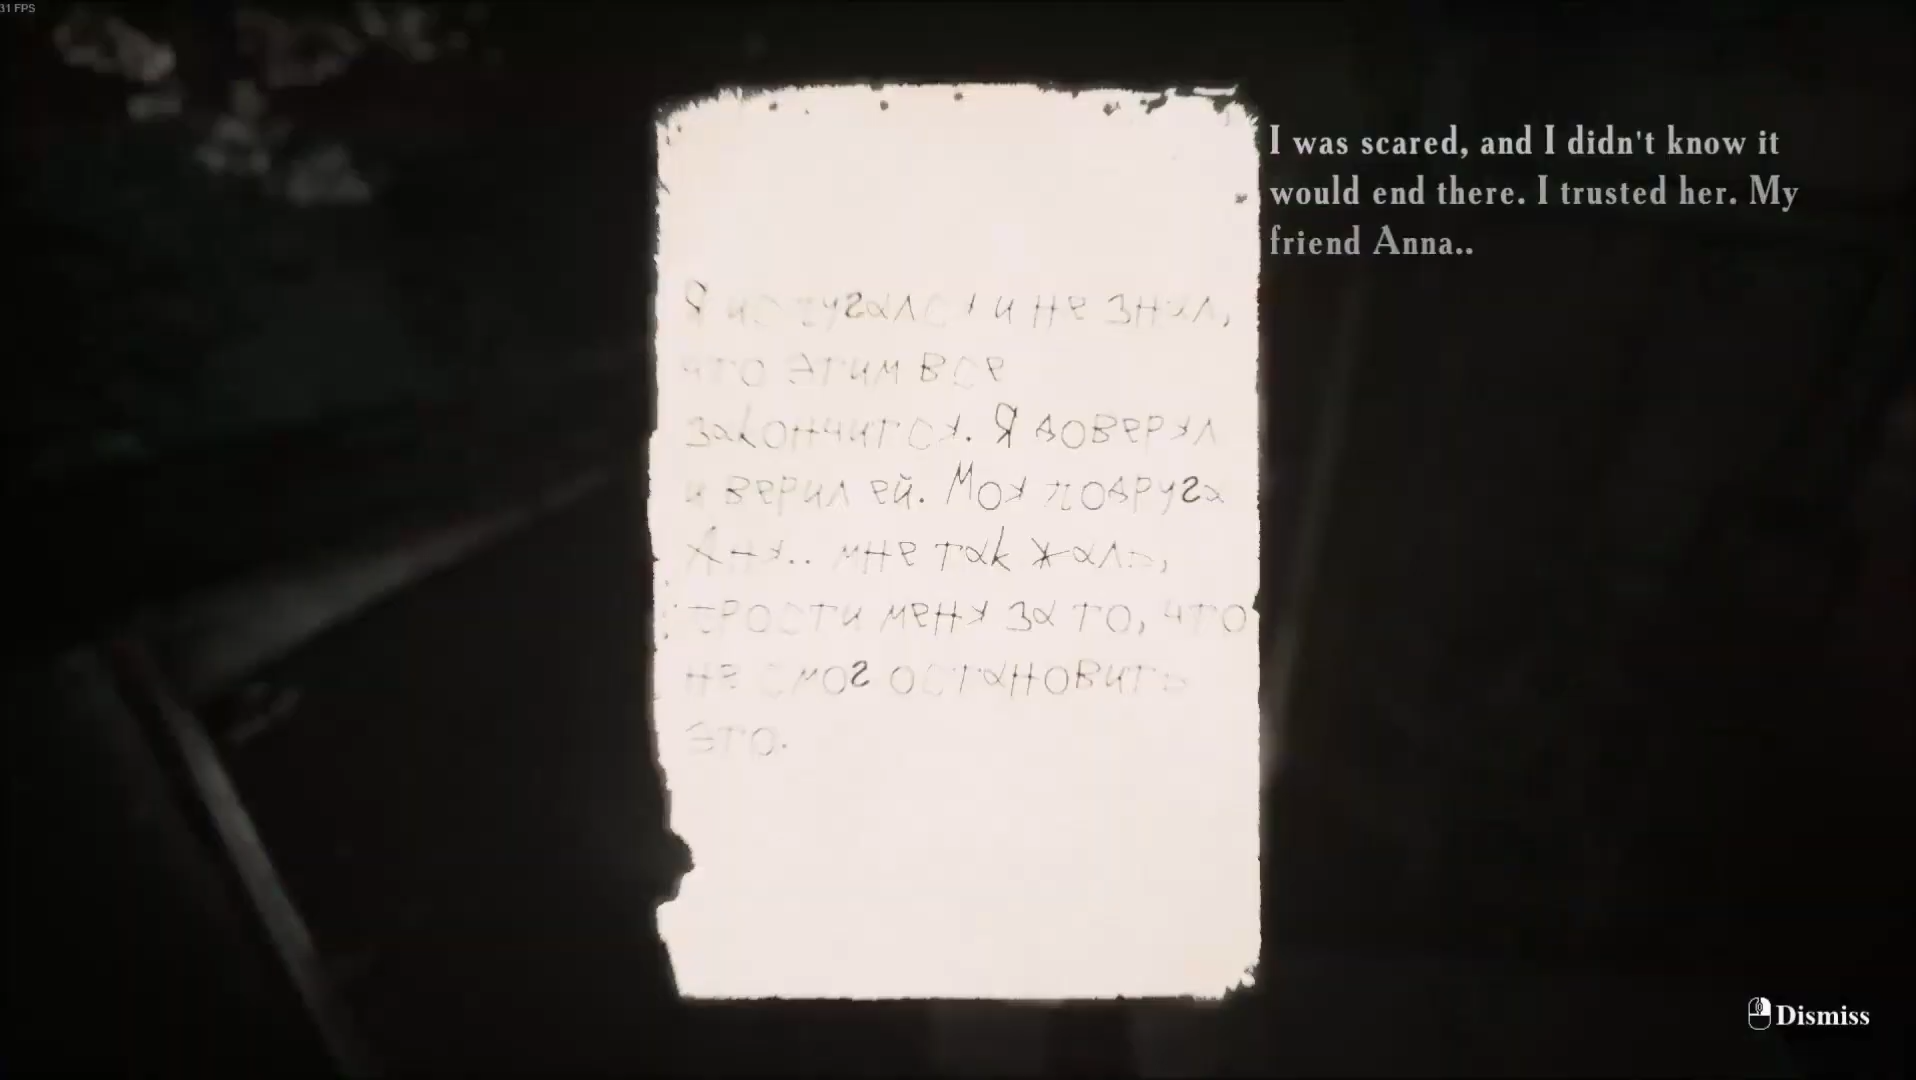 31 FPS
I was scared, and I didn't know it
would end there. I trusted her. My
friend Anna..
Я испугался и не знал,
что этим все
закончится. Я доверял
и верил ей. Моя подруга
Аня.. мне так жаль,
прости меня за то, что
не смог остановить
это.
Dismiss